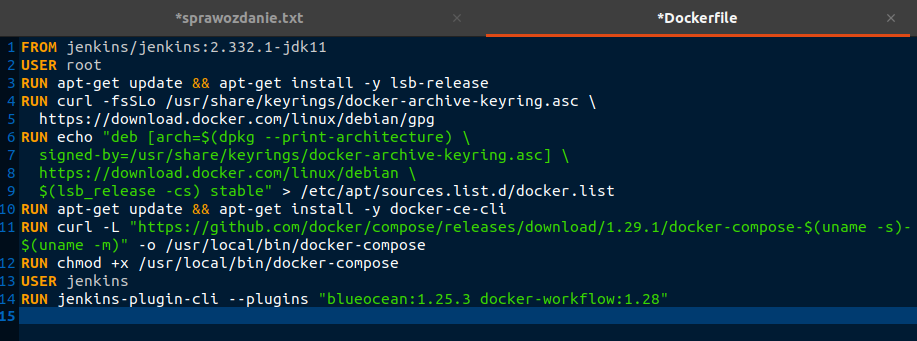 *sprawozdanie.txt × *Dockerfile ×
1 FROM jenkins/jenkins:2.332.1-jdk11
2 USER root
3 RUN apt-get update && apt-get install -y lsb-release
4 RUN curl -fsSLo /usr/share/keyrings/docker-archive-keyring.asc \
5   https://download.docker.com/linux/debian/gpg
6 RUN echo "deb [arch=$(dpkg --print-architecture) \
7   signed-by=/usr/share/keyrings/docker-archive-keyring.asc] \
8   https://download.docker.com/linux/debian \
9   $(lsb_release -cs) stable" > /etc/apt/sources.list.d/docker.list
10 RUN apt-get update && apt-get install -y docker-ce-cli
11 RUN curl -L "https://github.com/docker/compose/releases/download/1.29.1/docker-compose-$(uname -s)-
$(uname -m)" -o /usr/local/bin/docker-compose
12 RUN chmod +x /usr/local/bin/docker-compose
13 USER jenkins
14 RUN jenkins-plugin-cli --plugins "blueocean:1.25.3 docker-workflow:1.28"
15